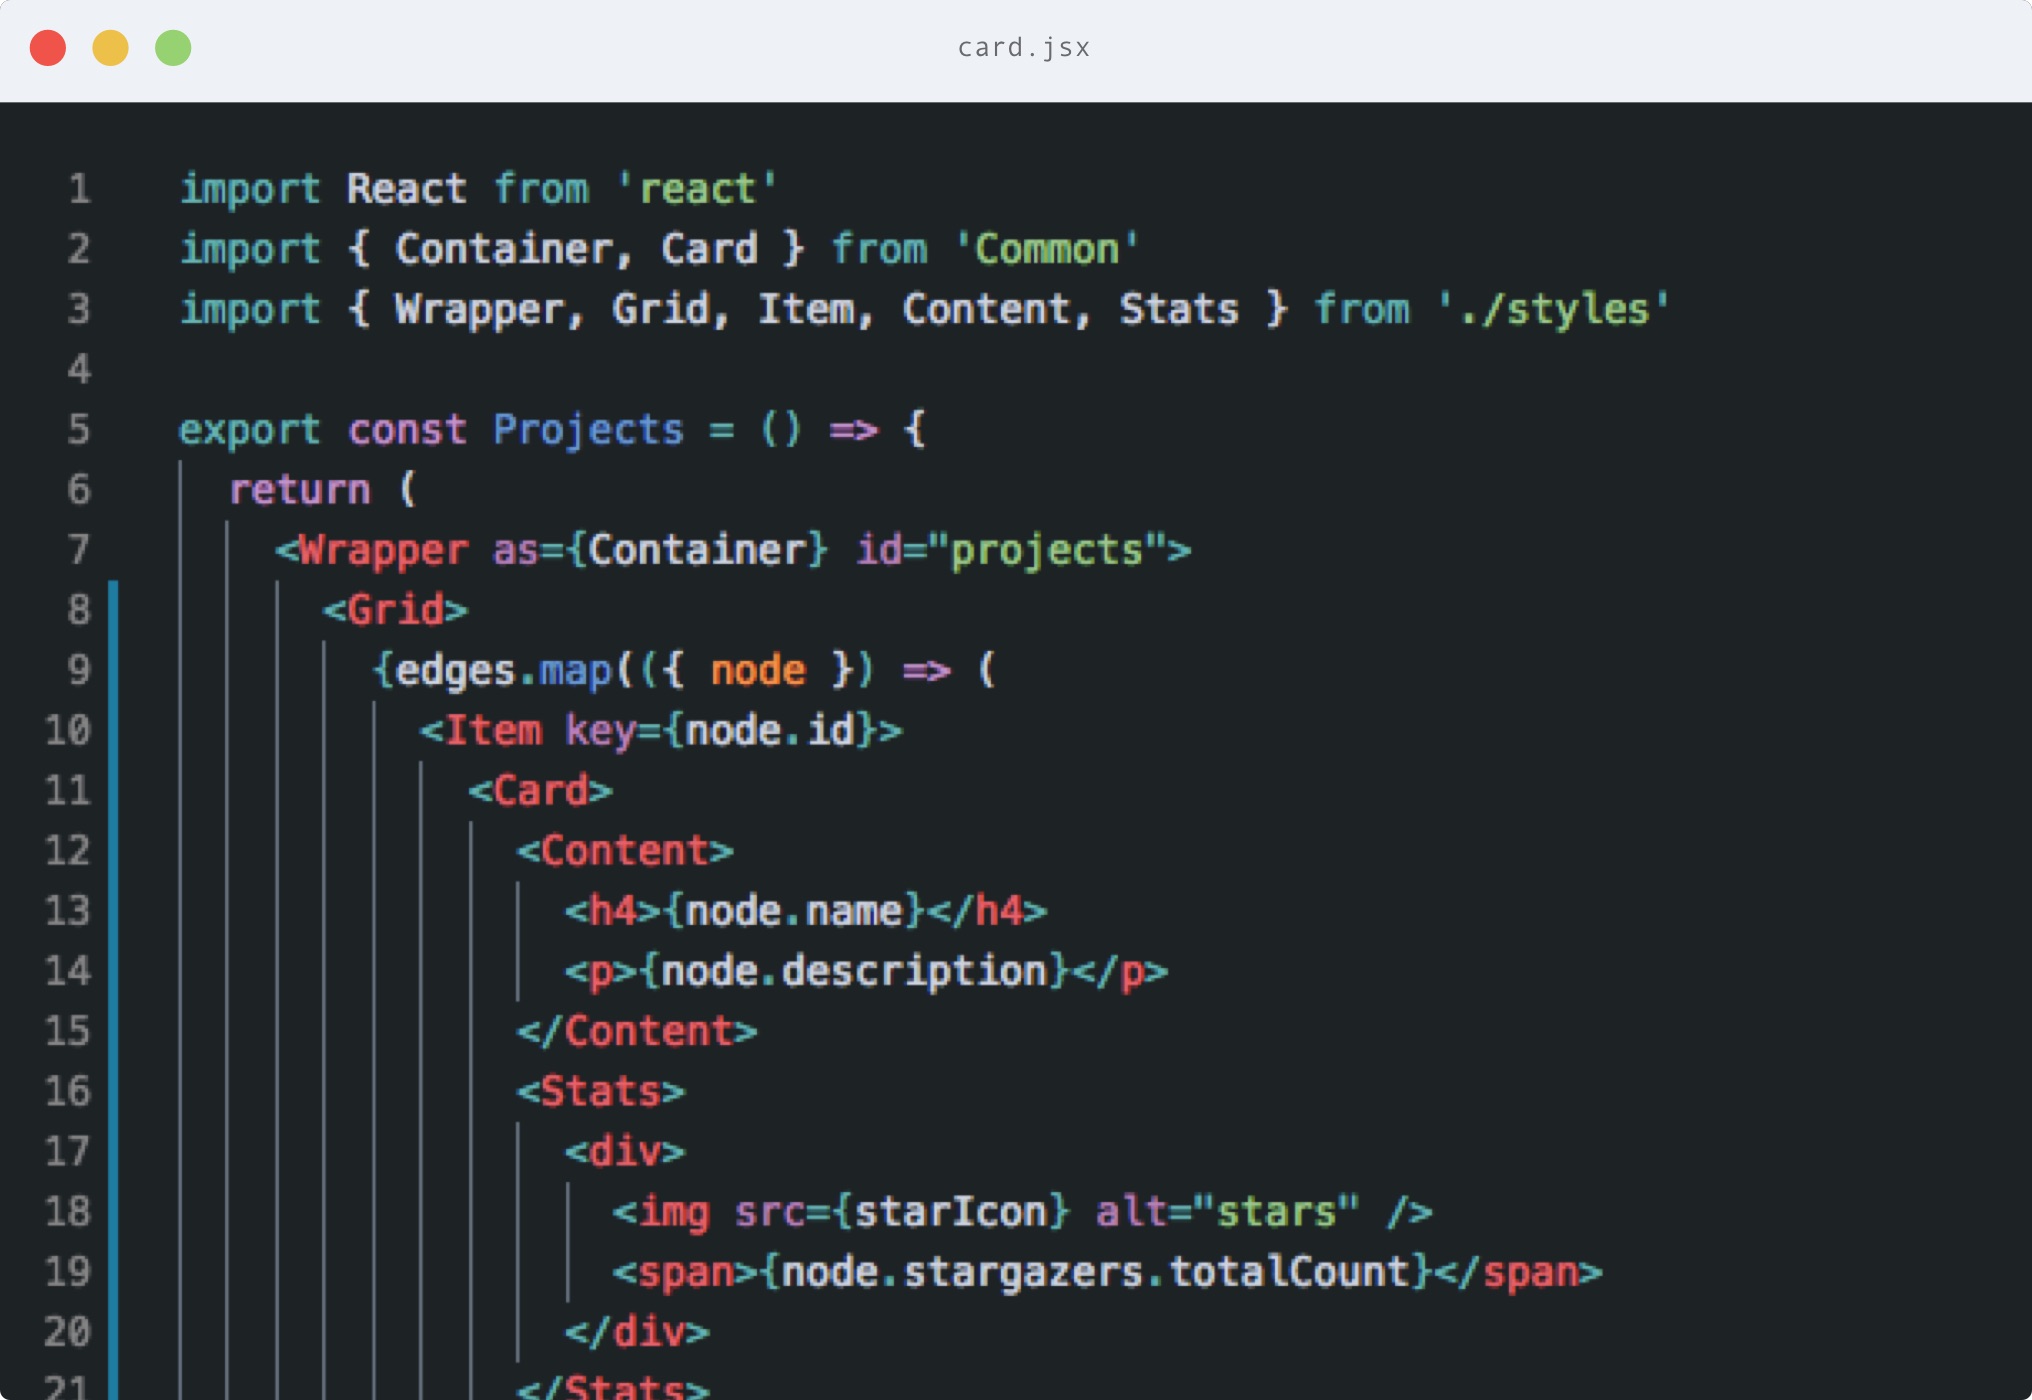 card.jsx
1 import React from 'react'
2 import { Container, Card } from 'Common'
3 import { Wrapper, Grid, Item, Content, Stats } from './styles'
4
5 export const Projects = () => {
6 return (
7 <Wrapper as={Container} id="projects">
8 <Grid>
9 {edges.map(({ node }) => (
10 <Item key={node.id}>
11 <Card>
12 <Content>
13 <h4>{node.name}</h4>
14 <p>{node.description}</p>
15 </Content>
16 <Stats>
17 <div>
18 <img src={starIcon} alt="stars" />
19 <span>{node.stargazers.totalCount}</span>
20 </div>
21 </Stats>